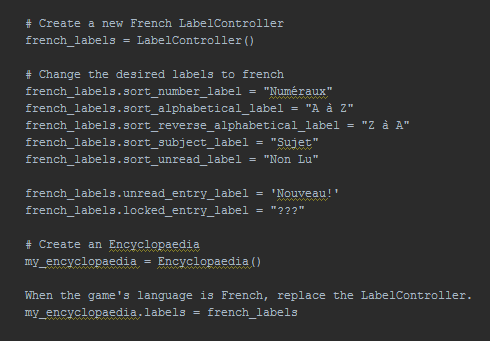 # Create a new French LabelController
french_labels = LabelController()
# Change the desired labels to french
french_labels.sort_number_label = "Numéraux"
french_labels.sort_alphabetical_label = "A à Z"
french_labels.sort_reverse_alphabetical_label = "Z à A"
french_labels.sort_subject_label = "Sujet"
french_labels.sort_unread_label = "Non Lu"
french_labels.unread_entry_label = 'Nouveau!'
french_labels.locked_entry_label = "???"
# Create an Encyclopaedia
my_encyclopaedia = Encyclopaedia()
When the game's language is French, replace the LabelController.
my_encyclopaedia.labels = french_labels